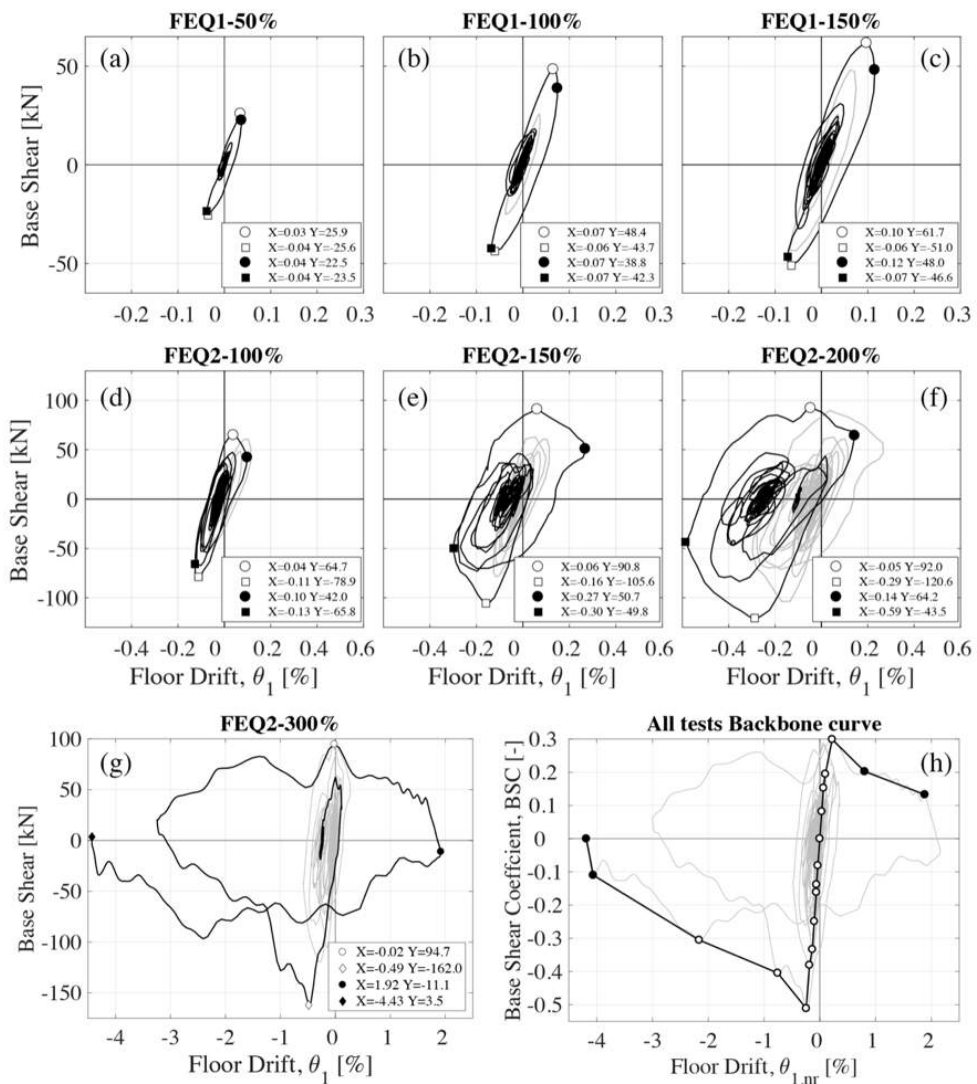 FEQ1-50%
FEQ1-100%
FEQ1-150%
(a)
(b)
(c)
Base Shear [kN]
50
0
-50
X=0.03 Y=25.9
X=-0.04 Y=-25.6
X=0.04 Y=22.5
X=-0.04 Y=-23.5
X=0.07 Y=48.4
X=-0.06 Y=-43.7
X=0.07 Y=38.8
X=-0.07 Y=-42.3
X=0.10 Y=61.7
X=-0.06 Y=-51.0
X=0.12 Y=48.0
X=-0.07 Y=-46.6
-0.2 -0.1 0 0.1 0.2 0.3
-0.2 -0.1 0 0.1 0.2 0.3
-0.2 -0.1 0 0.1 0.2 0.3
FEQ2-100%
FEQ2-150%
FEQ2-200%
(d)
(e)
(f)
Base Shear [kN]
100
50
0
-50
-100
X=0.04 Y=64.7
X=-0.11 Y=-78.9
X=0.10 Y=42.0
X=-0.13 Y=-65.8
X=0.06 Y=90.8
X=-0.16 Y=-105.6
X=0.27 Y=50.7
X=-0.30 Y=-49.8
X=-0.05 Y=92.0
X=-0.29 Y=-120.6
X=0.14 Y=64.2
X=-0.59 Y=-43.5
-0.4 -0.2 0 0.2 0.4 0.6
-0.4 -0.2 0 0.2 0.4 0.6
-0.4 -0.2 0 0.2 0.4 0.6
Floor Drift, θ1 [%]
Floor Drift, θ1 [%]
Floor Drift, θ1 [%]
FEQ2-300%
All tests Backbone curve
(g)
(h)
Base Shear [kN]
100
50
0
-50
-100
-150
X=-0.02 Y=94.7
X=-0.49 Y=-162.0
X=1.92 Y=-11.1
X=-4.43 Y=3.5
-4 -3 -2 -1 0 1 2
Floor Drift, θ1 [%]
Base Shear Coeffcient, BSC [-]
0.3
0.2
0.1
0
-0.1
-0.2
-0.3
-0.4
-0.5
-4 -3 -2 -1 0 1 2
Floor Drift, θ1,nr [%]